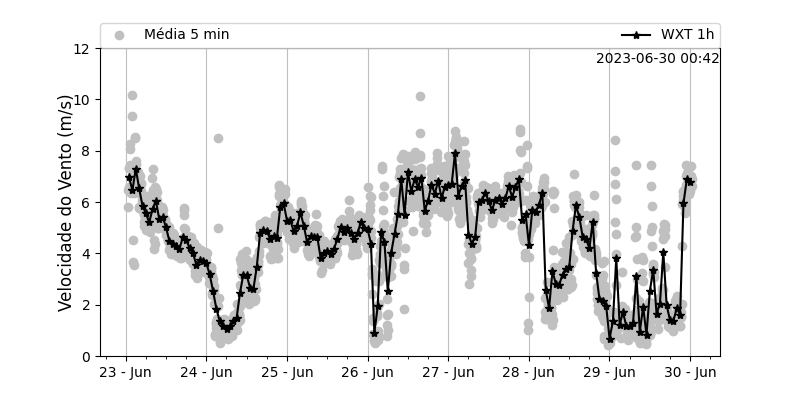 Média 5 min
WXT 1h
2023-06-30 00:42
Velocidade do Vento (m/s)
12
10
8
6
4
2
0
23 - Jun
24 - Jun
25 - Jun
26 - Jun
27 - Jun
28 - Jun
29 - Jun
30 - Jun